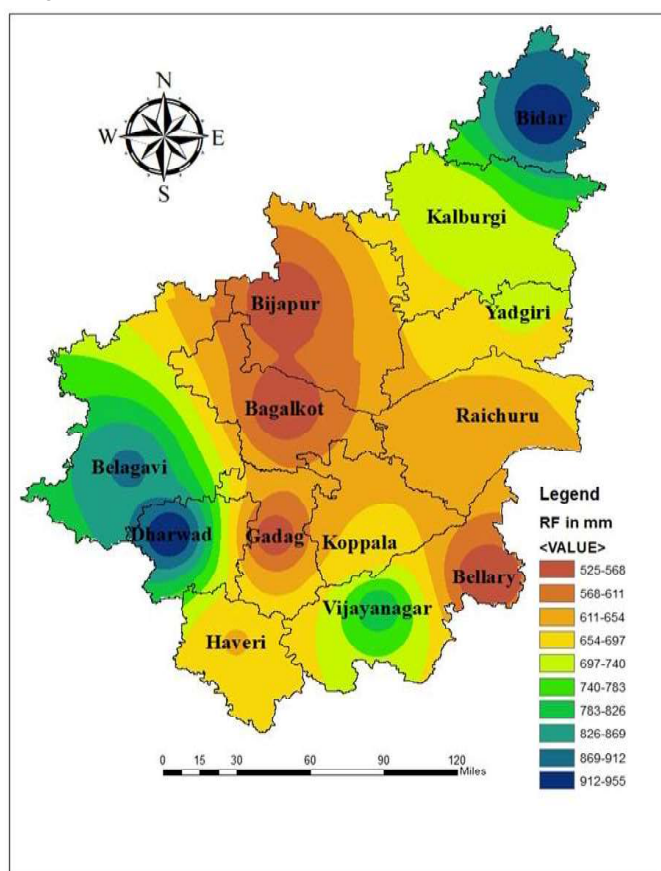 N
W E
S
Bidar
Kalburgi
Bijapur
Yadgiri
Bagalkot
Raichuru
Belagavi
Dharwad
Gadag
Koppala
Bellary
Vijayanagar
Haveri
Legend
RF in mm
<VALUE>
525-568
568-611
611-654
654-697
697-740
740-783
783-826
826-869
869-912
912-955
0 15 30 60 90 120
Miles